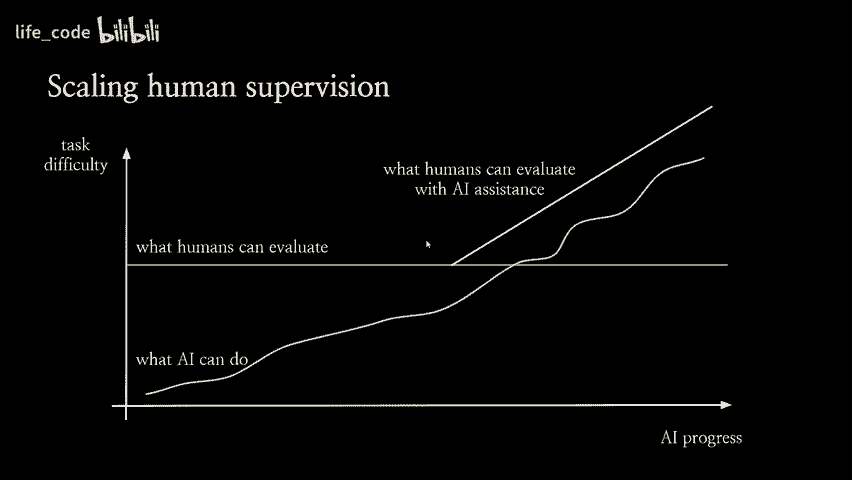 life_code bilibili
Scaling human supervision
task
difficulty
what humans can evaluate
with AI assistance
what humans can evaluate
what AI can do
AI progress